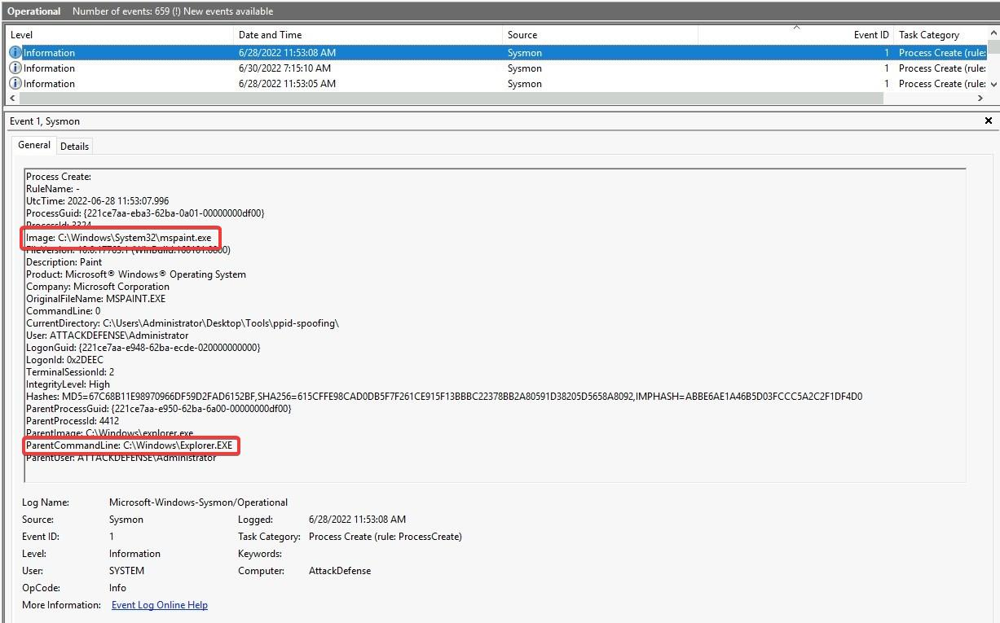 Operational Number of events: 659 (!) New events available
Level Date and Time Source Event ID Task Category
Information 6/28/2022 11:53:08 AM Sysmon 1 Process Create (rule:
Information 6/30/2022 7:15:10 AM Sysmon 1 Process Create (rule:
Information 6/28/2022 11:53:05 AM Sysmon 1 Process Create (rule:
Event 1, Sysmon
General Details
Process Create:
RuleName: -
UtcTime: 2022-06-28 11:53:07.996
ProcessGuid: {221ce7aa-eba3-62ba-0a01-00000000df00}
ProcessId: 3324
Image: C:\Windows\System32\mspaint.exe
FileVersion: 10.0.17763.1 (WinBuild.160101.0800)
Description: Paint
Product: Microsoft® Windows® Operating System
Company: Microsoft Corporation
OriginalFileName: MSPAINT.EXE
CommandLine: 0
CurrentDirectory: C:\Users\Administrator\Desktop\Tools\ppid-spoofing\
User: ATTACKDEFENSE\Administrator
LogonGuid: {221ce7aa-e948-62ba-ecde-020000000000}
LogonId: 0x2DEEC
TerminalSessionId: 2
IntegrityLevel: High
Hashes: MD5=67C68B11E98970966DF59D2FAD6152BF,SHA256=615CFFE98CAD0DB5F7F261CE915F13BBBC22378BB2A80591D38205D5658A8092,IMPHASH=ABBE6AE1A46B5D03FCCC5A2C2F1DF4D0
ParentProcessGuid: {221ce7aa-e950-62ba-6a00-00000000df00}
ParentProcessId: 4412
ParentImage: C:\Windows\explorer.exe
ParentCommandLine: C:\Windows\Explorer.EXE
ParentUser: ATTACKDEFENSE\Administrator
Log Name: Microsoft-Windows-Sysmon/Operational
Source: Sysmon Logged: 6/28/2022 11:53:08 AM
Event ID: 1 Task Category: Process Create (rule: ProcessCreate)
Level: Information Keywords:
User: SYSTEM Computer: AttackDefense
OpCode: Info
More Information: Event Log Online Help